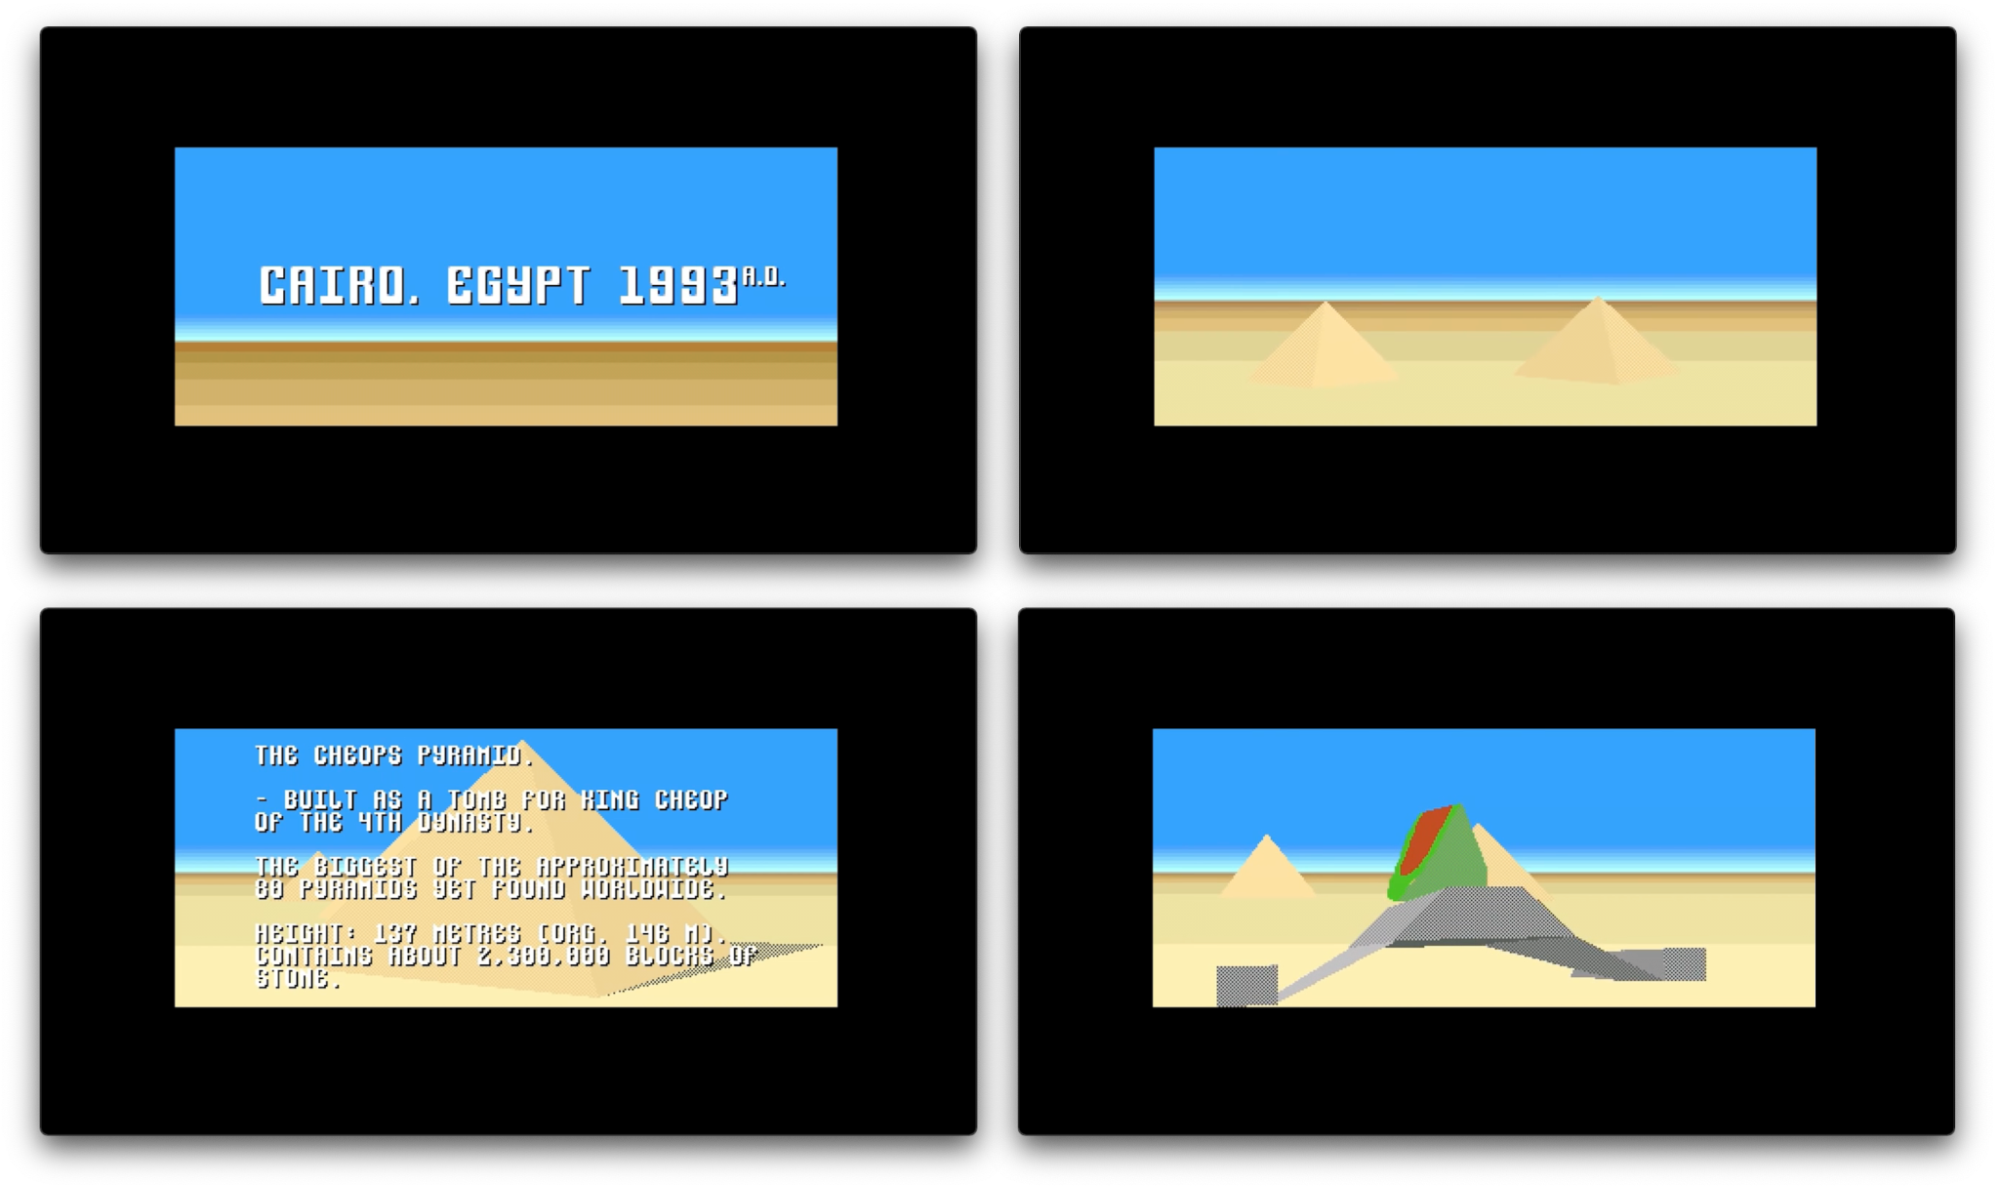 CAIRO, EGYPT 1993 A.D.
THE CHEOPS PYRAMID.
- BUILT AS A TOMB FOR KING CHEOP
OF THE 4TH DYNASTY.
THE BIGGEST OF THE APPROXIMATELY
80 PYRAMIDS YET FOUND WORLDWIDE.
HEIGHT: 137 METRES (ORG. 146 M).
CONTAINS ABOUT 2,300,000 BLOCKS OF
STONE.